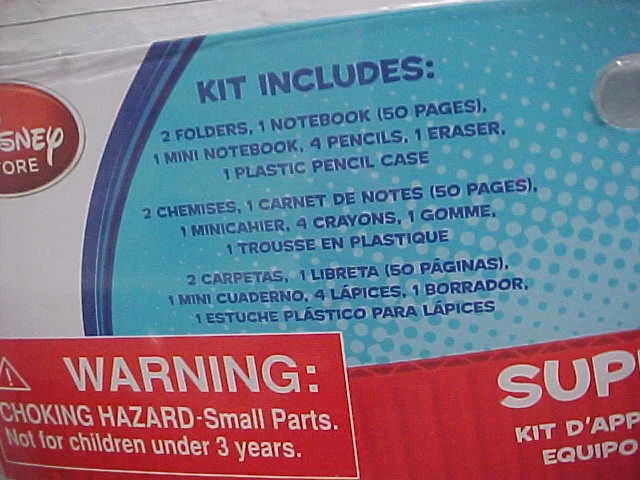 SNEY
ORE
KIT INCLUDES:
2 FOLDERS, 1 NOTEBOOK (50 PAGES),
1 MINI NOTEBOOK, 4 PENCILS, 1 ERASER,
1 PLASTIC PENCIL CASE
2 CHEMISES, 1 CARNET DE NOTES (50 PAGES),
1 MINICAHIER, 4 CRAYONS, 1 GOMME,
1 TROUSSE EN PLASTIQUE
2 CARPETAS, 1 LIBRETA (50 PÁGINAS),
1 MINI CUADERNO, 4 LÁPICES, 1 BORRADOR,
1 ESTUCHE PLÁSTICO PARA LÁPICES
WARNING:
CHOKING HAZARD-Small Parts.
Not for children under 3 years.
SUP
KIT D'APP
EQUIPO